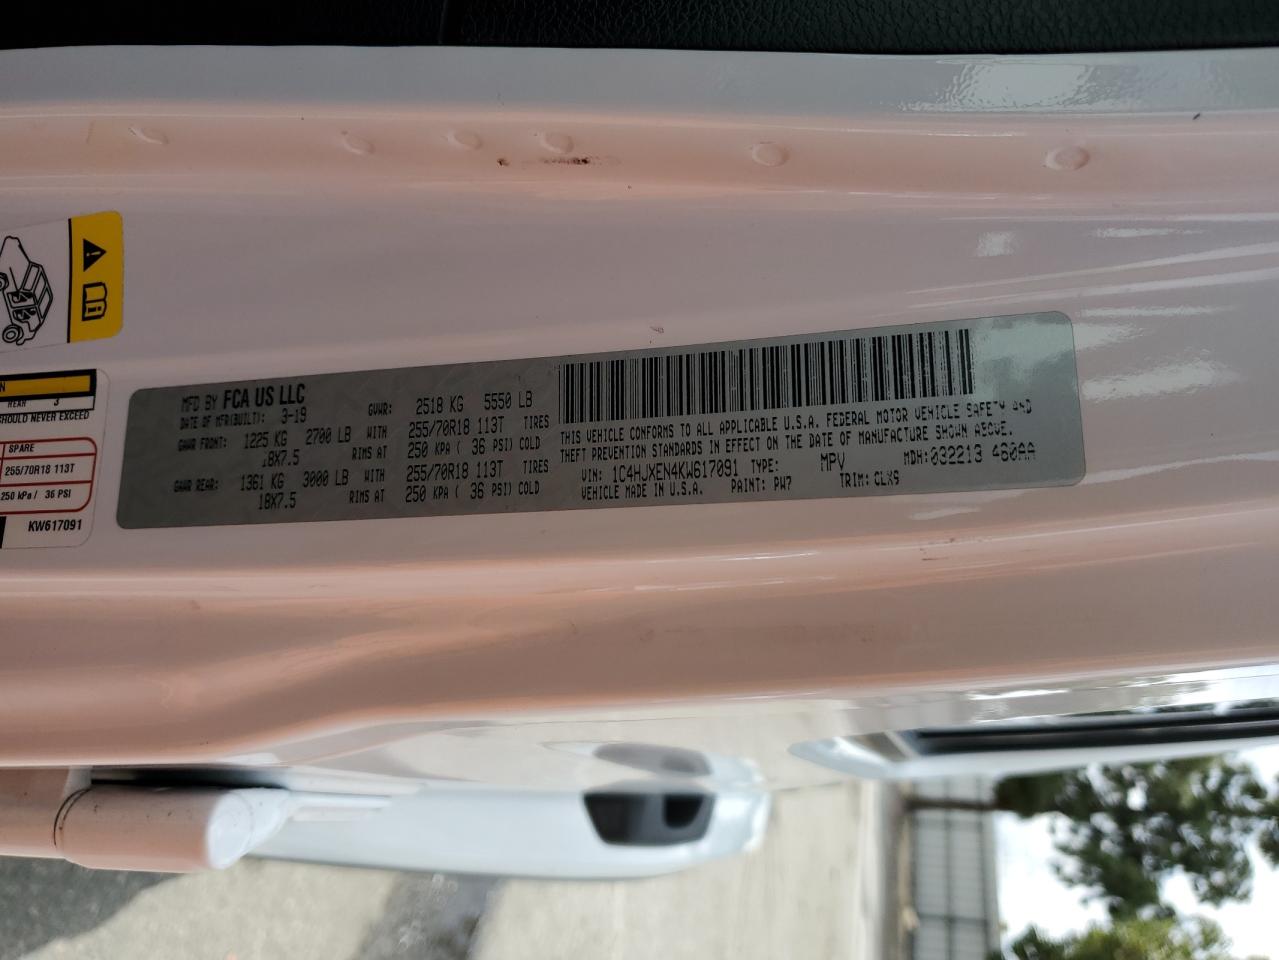 MFD BY FCA US LLC
DATE OF MFR(BUILT): 3-19 GVWR: 2518 KG 5550 LB
GAWR FRONT: 1225 KG 2700 LB WITH 255/70R18 113T TIRES
18X7.5 RIMS AT 250 KPA ( 36 PSI) COLD
GAWR REAR: 1361 KG 3000 LB WITH 255/70R18 113T TIRES
18X7.5 RIMS AT 250 KPA ( 36 PSI) COLD
THIS VEHICLE CONFORMS TO ALL APPLICABLE U.S.A. FEDERAL MOTOR VEHICLE SAFETY AND
THEFT PREVENTION STANDARDS IN EFFECT ON THE DATE OF MANUFACTURE SHOWN ABOVE.
VIN: 1C4HJXEN4KW617091 TYPE: MPV MDH: 032213 460AA
VEHICLE MADE IN U.S.A. PAINT: PW7 TRIM: CLX9
N
REAR 3
SHOULD NEVER EXCEED
SPARE
255/70R18 113T
250 kPa / 36 PSI
KW617091